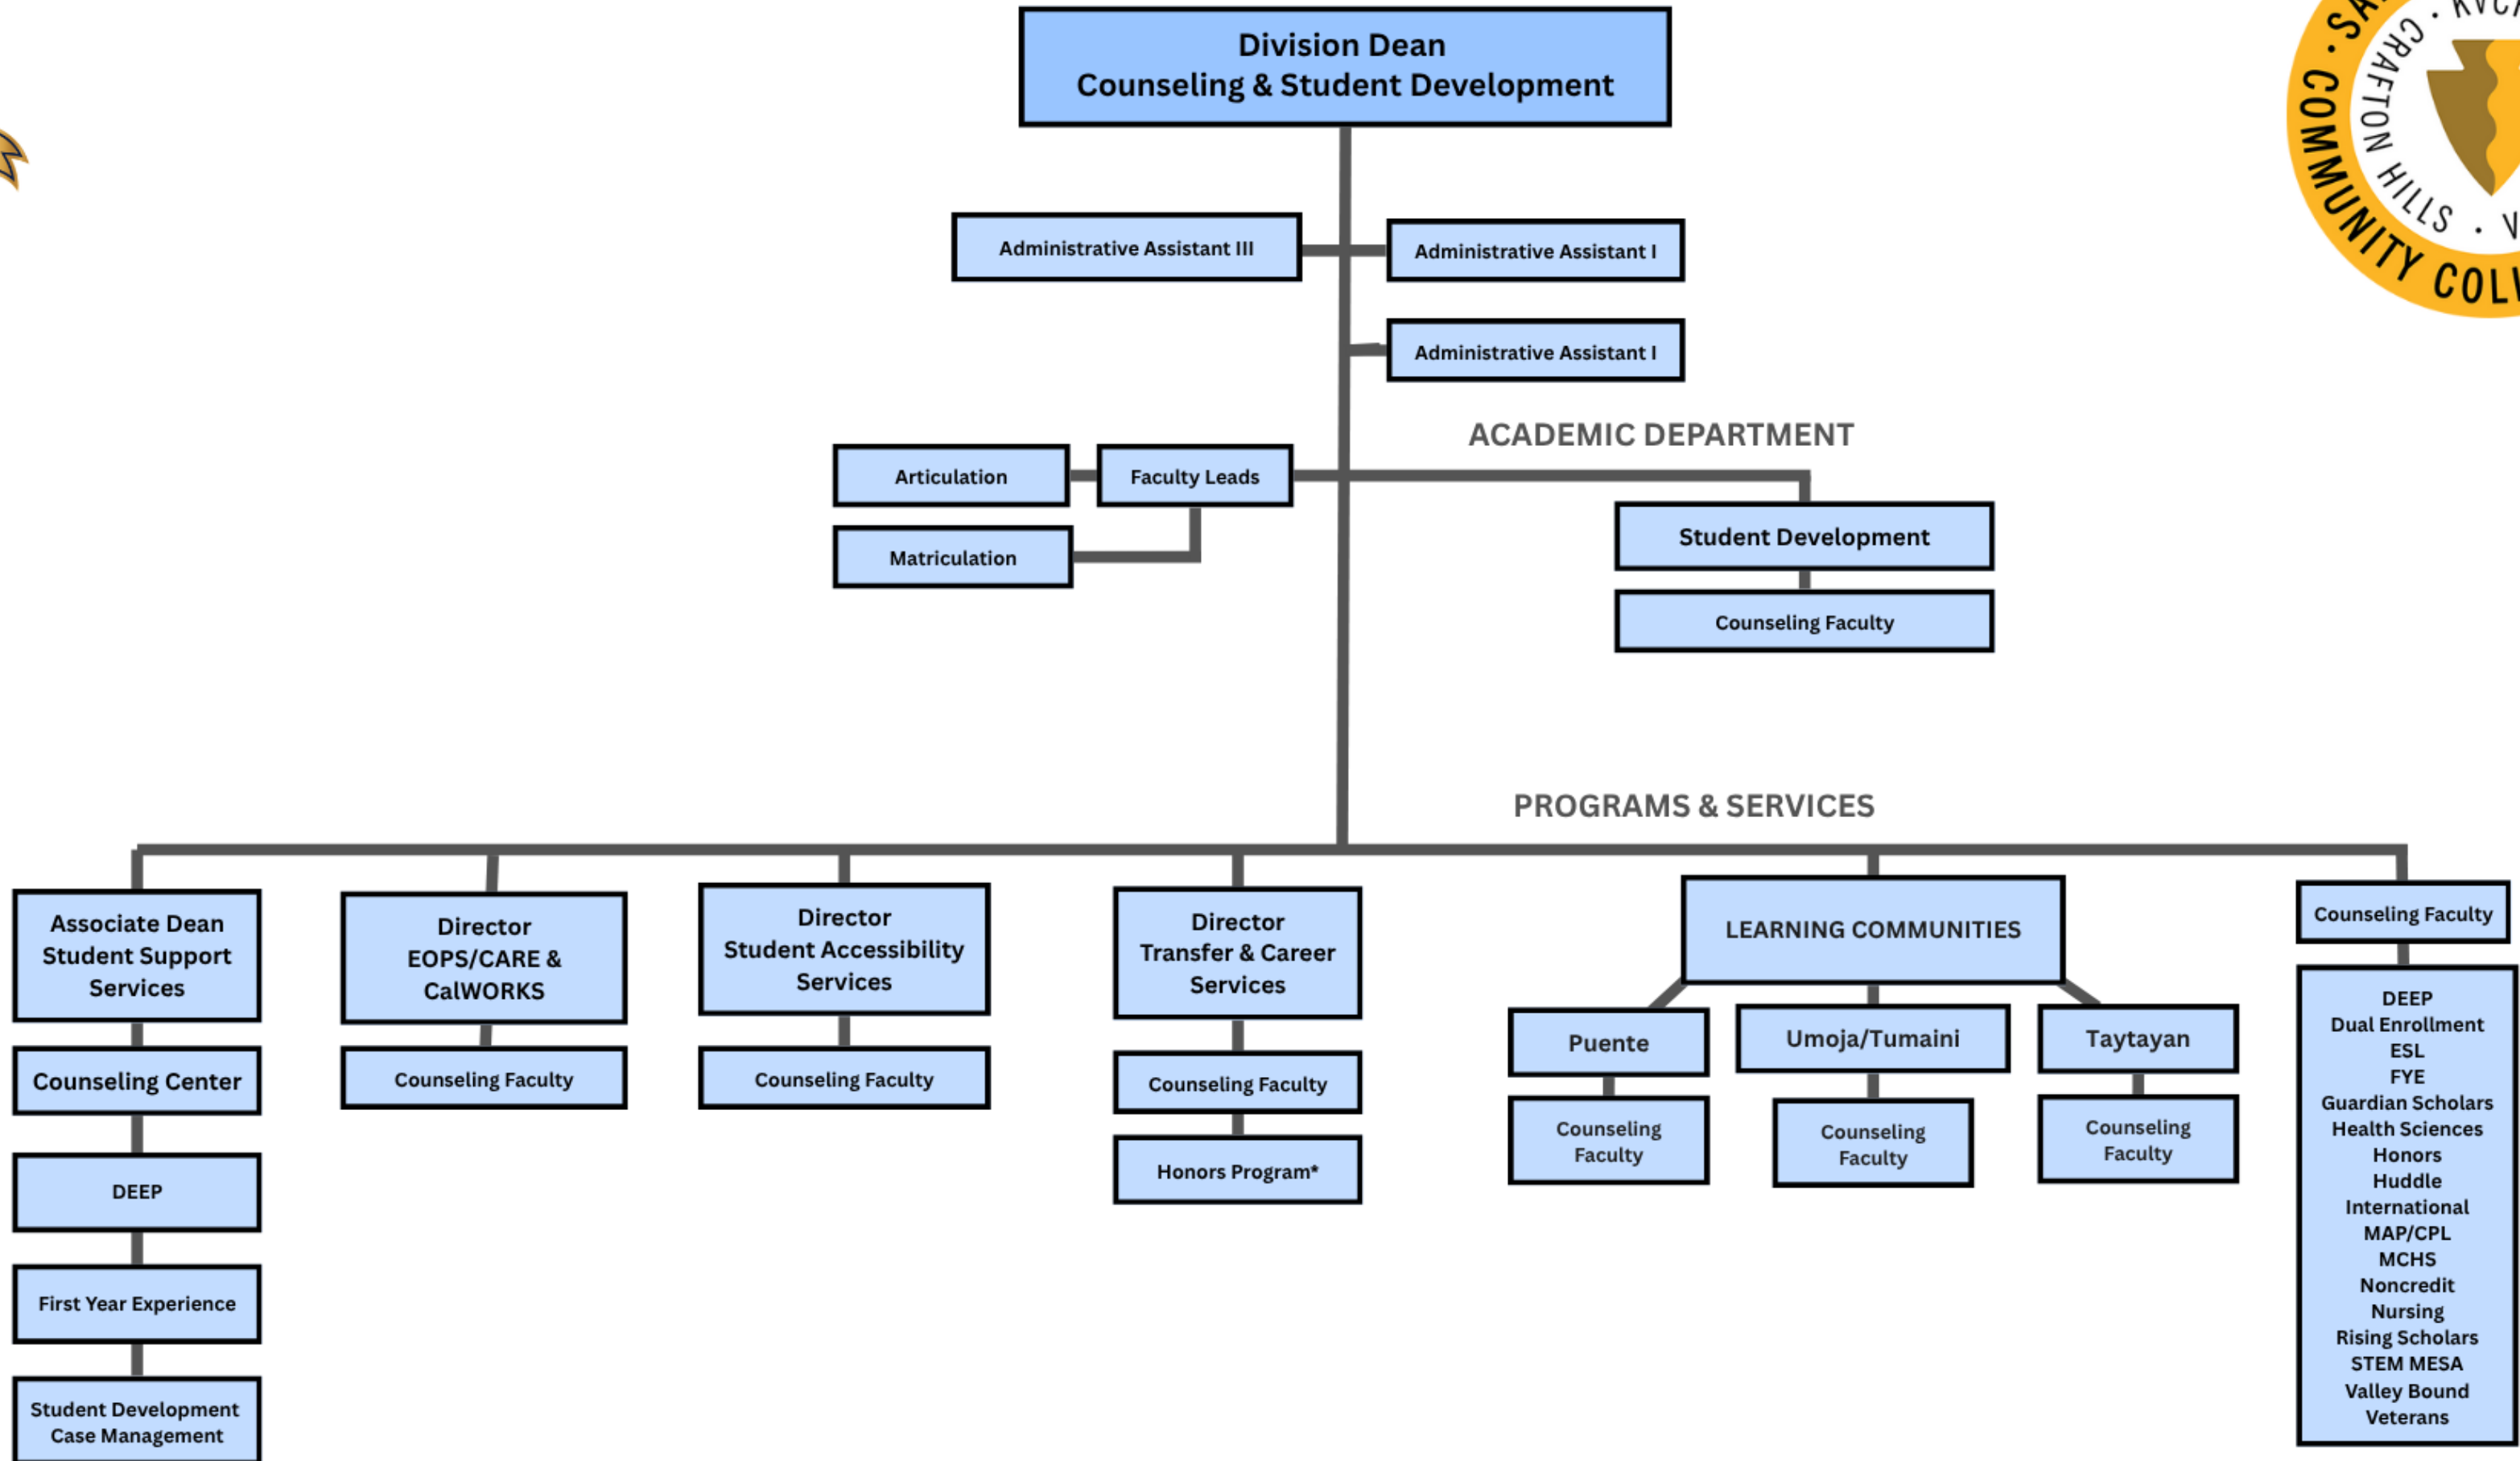 Division Dean
Counseling & Student Development
COMMUNITY
CRAFTON HILLS
Administrative Assistant III
Administrative Assistant I
Administrative Assistant I
ACADEMIC DEPARTMENT
Articulation
Faculty Leads
Matriculation
Student Development
Counseling Faculty
PROGRAMS & SERVICES
Associate Dean
Student Support
Services
Counseling Center
DEEP
First Year Experience
Student Development
Case Management
Director
EOPS/CARE &
CalWORKS
Counseling Faculty
Director
Student Accessibility
Services
Counseling Faculty
Director
Transfer & Career
Services
Counseling Faculty
Honors Program*
LEARNING COMMUNITIES
Puente
Counseling
Faculty
Umoja/Tumaini
Counseling
Faculty
Taytayan
Counseling
Faculty
Counseling Faculty
DEEP
Dual Enrollment
ESL
FYE
Guardian Scholars
Health Sciences
Honors
Huddle
International
MAP/CPL
MCHS
Noncredit
Nursing
Rising Scholars
STEM MESA
Valley Bound
Veterans